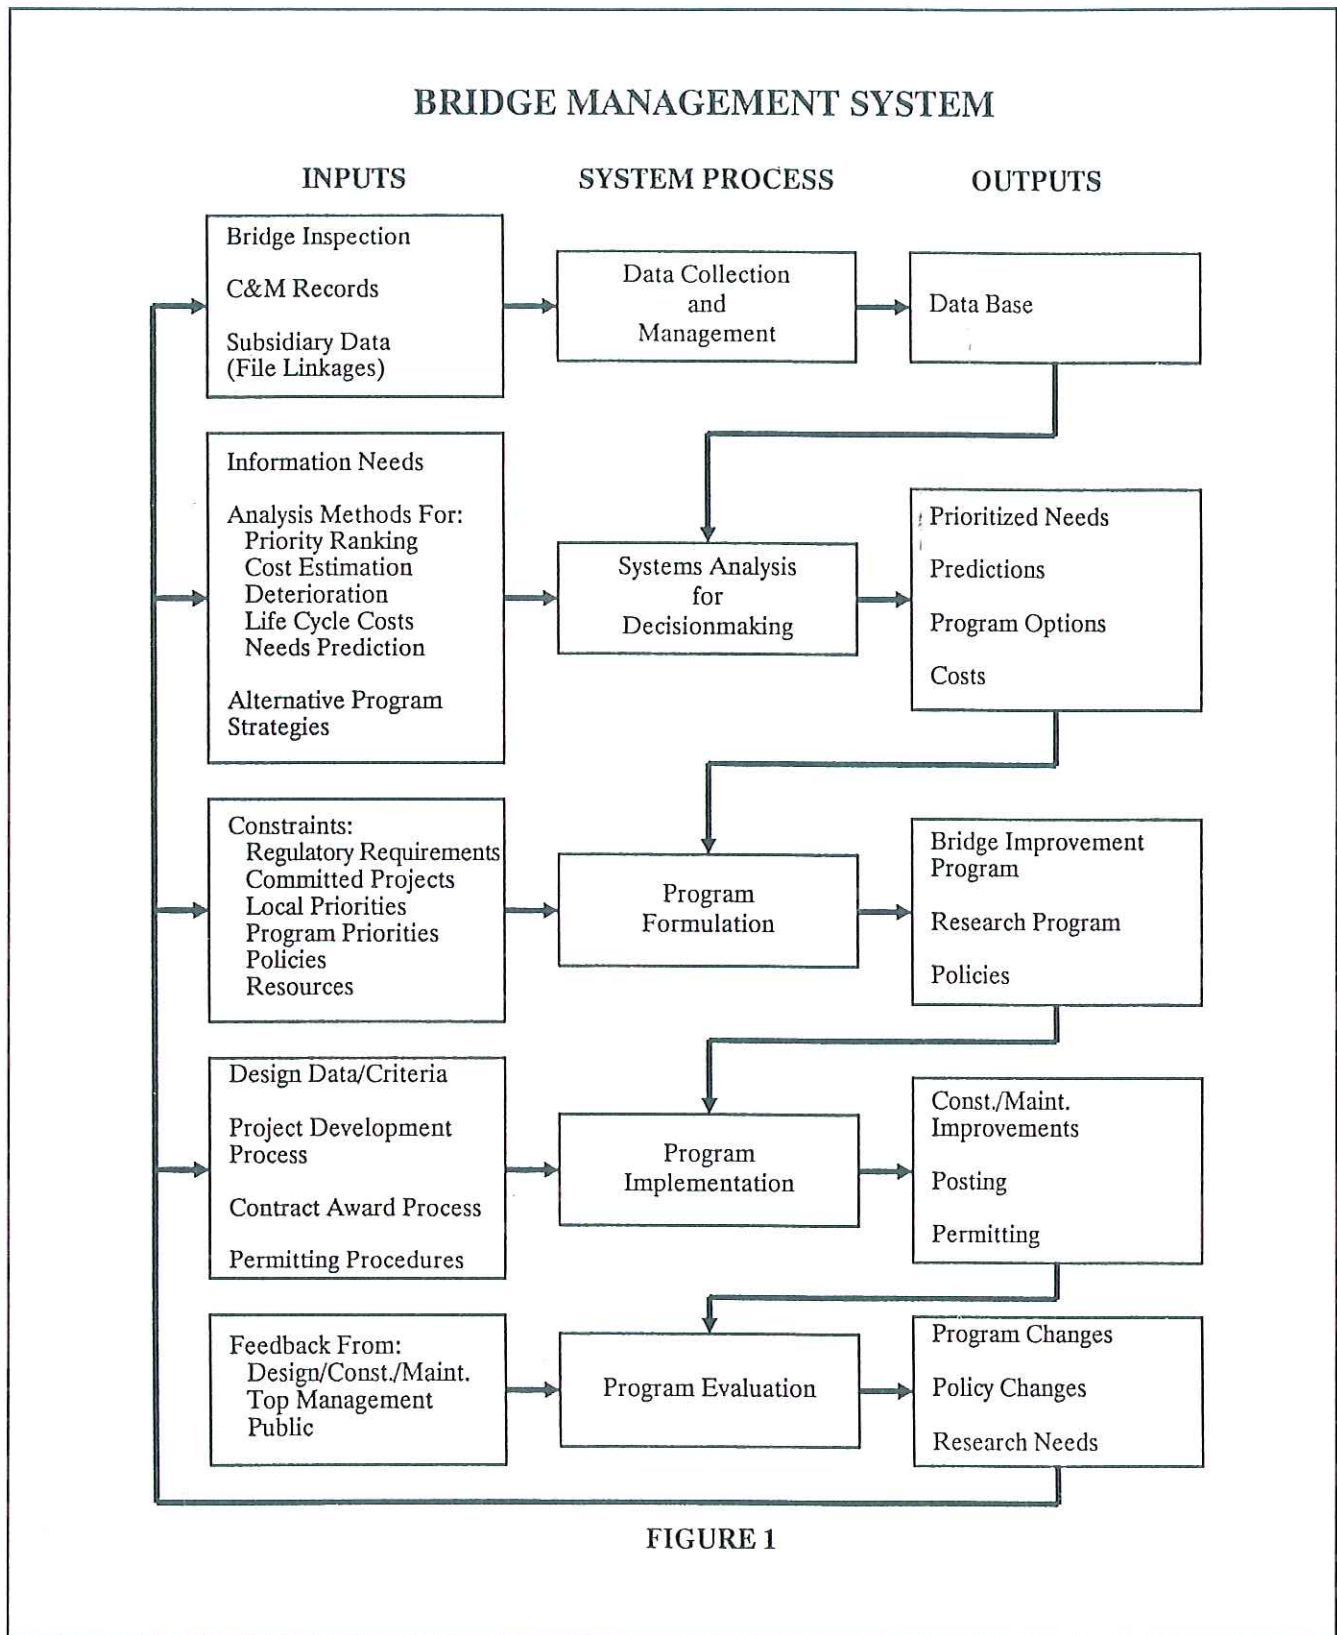 BRIDGE MANAGEMENT SYSTEM
INPUTS
SYSTEM PROCESS
OUTPUTS
Bridge Inspection
C&M Records
Subsidiary Data
(File Linkages)
Data Collection
and
Management
Data Base
Information Needs
Analysis Methods For:
Priority Ranking
Cost Estimation
Deterioration
Life Cycle Costs
Needs Prediction
Alternative Program
Strategies
Systems Analysis
for
Decisionmaking
Prioritized Needs
Predictions
Program Options
Costs
Constraints:
Regulatory Requirements
Committed Projects
Local Priorities
Program Priorities
Policies
Resources
Program
Formulation
Bridge Improvement
Program
Research Program
Policies
Design Data/Criteria
Project Development
Process
Contract Award Process
Permitting Procedures
Program
Implementation
Const./Maint.
Improvements
Posting
Permitting
Feedback From:
Design/Const./Maint.
Top Management
Public
Program Evaluation
Program Changes
Policy Changes
Research Needs
FIGURE 1